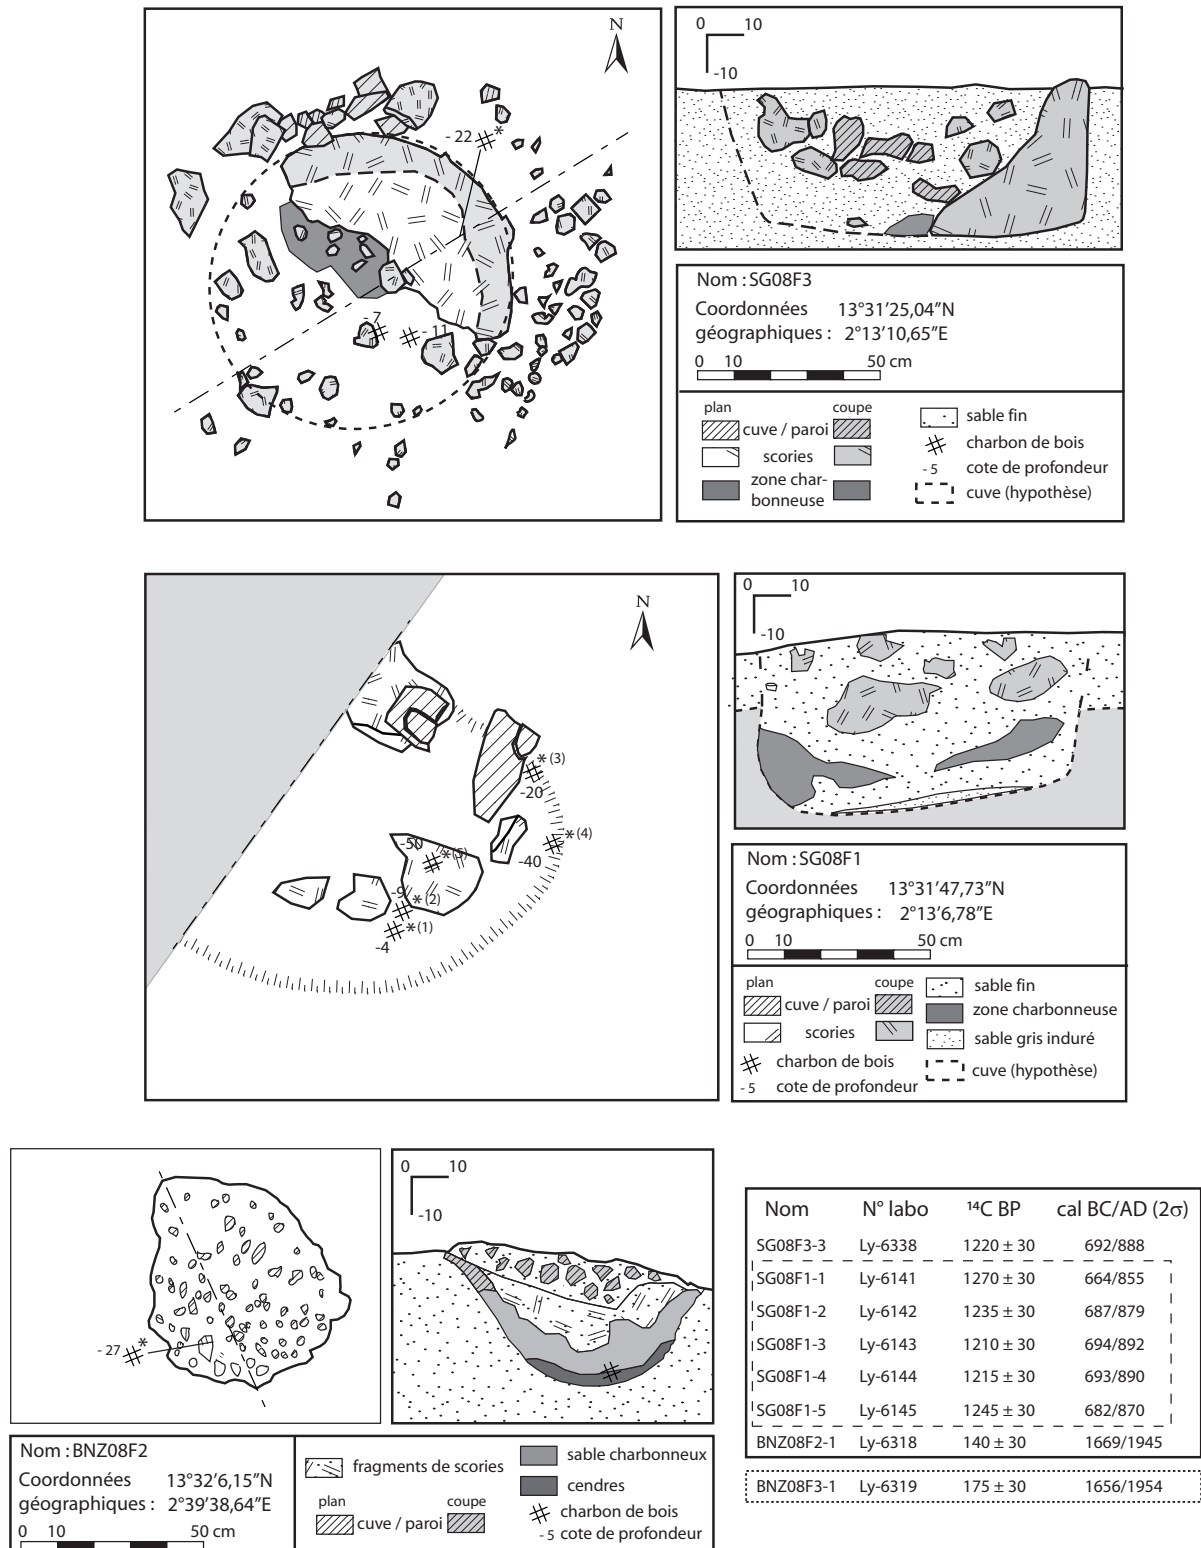 N
- 22 *
- 7
- 11
0 10
-10
Nom : SG08F3
Coordonnées 13°31’25,04”N
géographiques : 2°13’10,65”E
0 10 50 cm
plan coupe
cuve / paroi
scories
zone char-
bonneuse
sable fin
charbon de bois
- 5 cote de profondeur
cuve (hypothèse)
N
* (3)
-20
* (4)
-40
-50
* (5)
-9
* (2)
* (1)
-4
0 10
-10
Nom : SG08F1
Coordonnées 13°31’47,73”N
géographiques : 2°13’6,78”E
0 10 50 cm
plan coupe
cuve / paroi
scories
charbon de bois
- 5 cote de profondeur
sable fin
zone charbonneuse
sable gris induré
cuve (hypothèse)
- 27 *
0 10
-10
Nom : BNZ08F2
Coordonnées 13°32’6,15”N
géographiques : 2°39’38,64”E
0 10 50 cm
fragments de scories
plan coupe
cuve / paroi
sable charbonneux
cendres
charbon de bois
- 5 cote de profondeur
Nom N° labo ¹⁴C BP cal BC/AD (2σ)
SG08F3-3 Ly-6338 1220 ± 30 692/888
SG08F1-1 Ly-6141 1270 ± 30 664/855
SG08F1-2 Ly-6142 1235 ± 30 687/879
SG08F1-3 Ly-6143 1210 ± 30 694/892
SG08F1-4 Ly-6144 1215 ± 30 693/890
SG08F1-5 Ly-6145 1245 ± 30 682/870
BNZ08F2-1 Ly-6318 140 ± 30 1669/1945
BNZ08F3-1 Ly-6319 175 ± 30 1656/1954